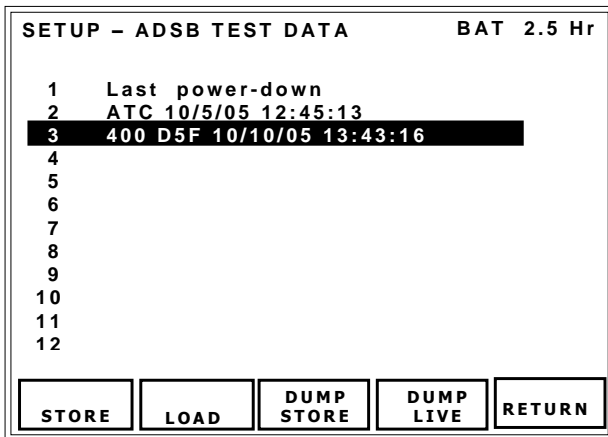 SETUP – ADSB TEST DATA BAT 2.5 Hr
1 Last power-down
2 ATC 10/5/05 12:45:13
3 400 D5F 10/10/05 13:43:16
4
5
6
7
8
9
10
11
12
STORE LOAD DUMP STORE DUMP LIVE RETURN